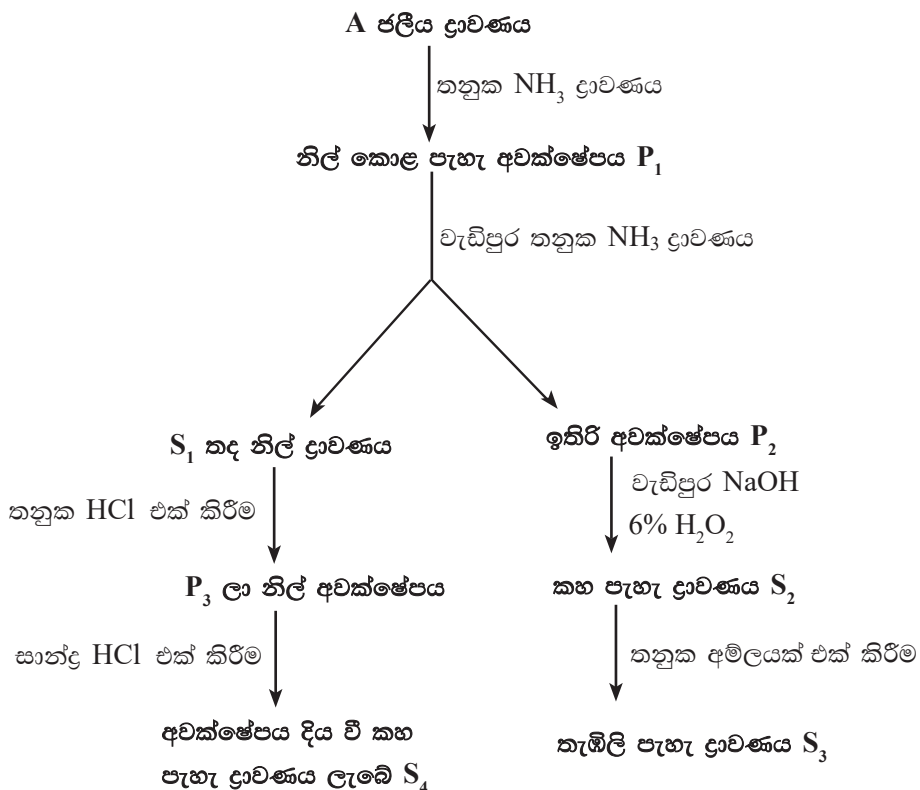 A ජලීය ද්‍රාවණය
තනුක NH₃ ද්‍රාවණය
නිල් කොළ පැහැ අවක්ෂේපය P₁
වැඩිපුර තනුක NH₃ ද්‍රාවණය
S₁ තද නිල් ද්‍රාවණය
ඉතිරි අවක්ෂේපය P₂
තනුක HCl එක් කිරීම
වැඩිපුර NaOH
6% H₂O₂
P₃ ලා නිල් අවක්ෂේපය
කහ පැහැ ද්‍රාවණය S₂
සාන්ද්‍ර HCl එක් කිරීම
තනුක අම්ලයක් එක් කිරීම
අවක්ෂේපය දිය වී කහ
පැහැ ද්‍රාවණය ලැබේ S₄
තැඹිලි පැහැ ද්‍රාවණය S₃